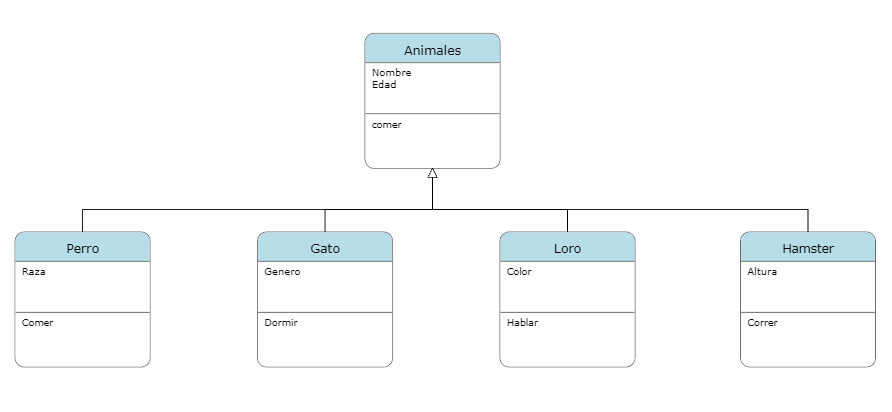 Animales
Nombre
Edad
comer
Perro
Raza
Comer
Gato
Genero
Dormir
Loro
Color
Hablar
Hamster
Altura
Correr